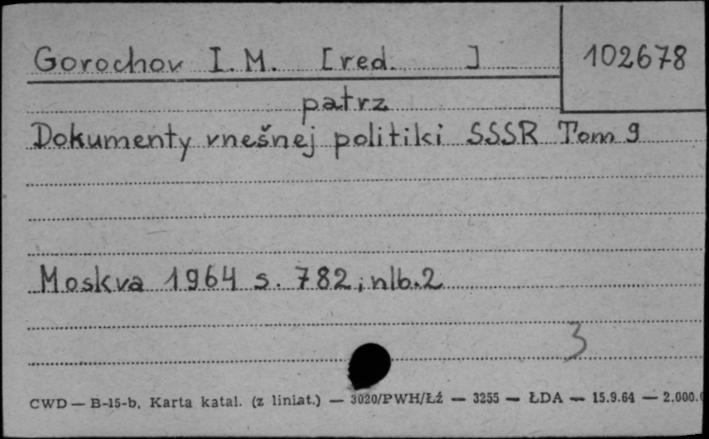 Gorochov I. M. [red. ] 102678
patrz
Dokumenty vnešnej politiki SSSR Tom 9
Moskva 1964 s. 782, nlb. 2
3
CWD — B-15-b. Karta katal. (z liniat.) — 3020/PWH/Łź — 3255 — ŁDA — 15.9.64 — 2.000.